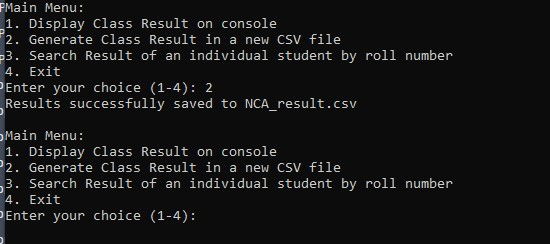 Main Menu:
1. Display Class Result on console
2. Generate Class Result in a new CSV file
3. Search Result of an individual student by roll number
4. Exit
Enter your choice (1-4): 2
Results successfully saved to NCA_result.csv
Main Menu:
1. Display Class Result on console
2. Generate Class Result in a new CSV file
3. Search Result of an individual student by roll number
4. Exit
Enter your choice (1-4):